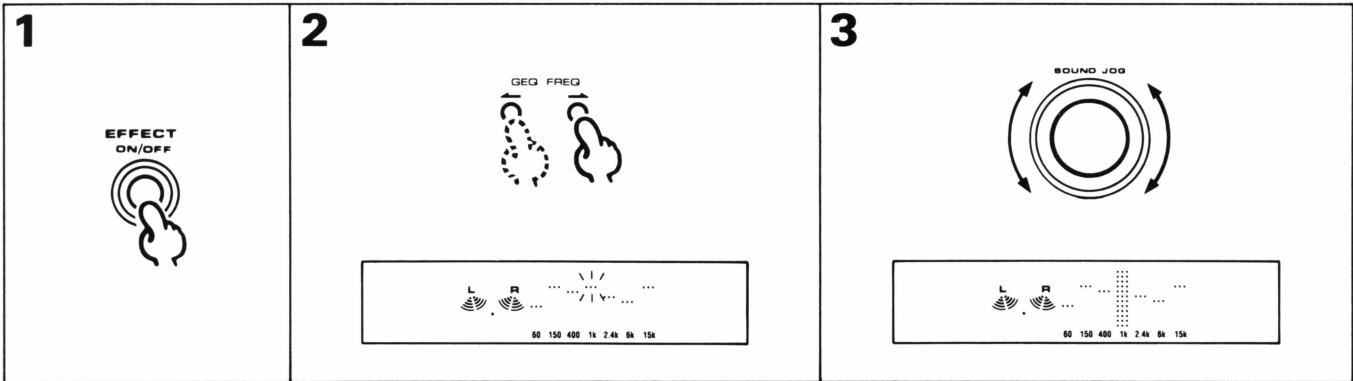 1
EFFECT
ON/OFF
2
GEQ FREQ
L R
60 150 400 1k 2.4k 6k 15k
3
SOUND JOG
L R
60 150 400 1k 2.4k 6k 15k